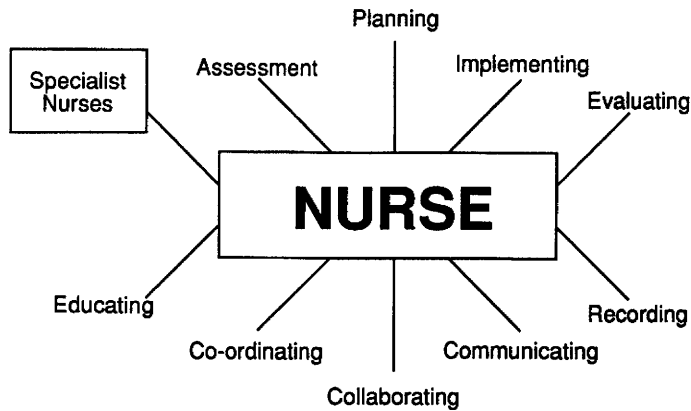 Planning
Assessment
Implementing
Specialist
Nurses
Evaluating
NURSE
Educating
Recording
Co-ordinating
Communicating
Collaborating